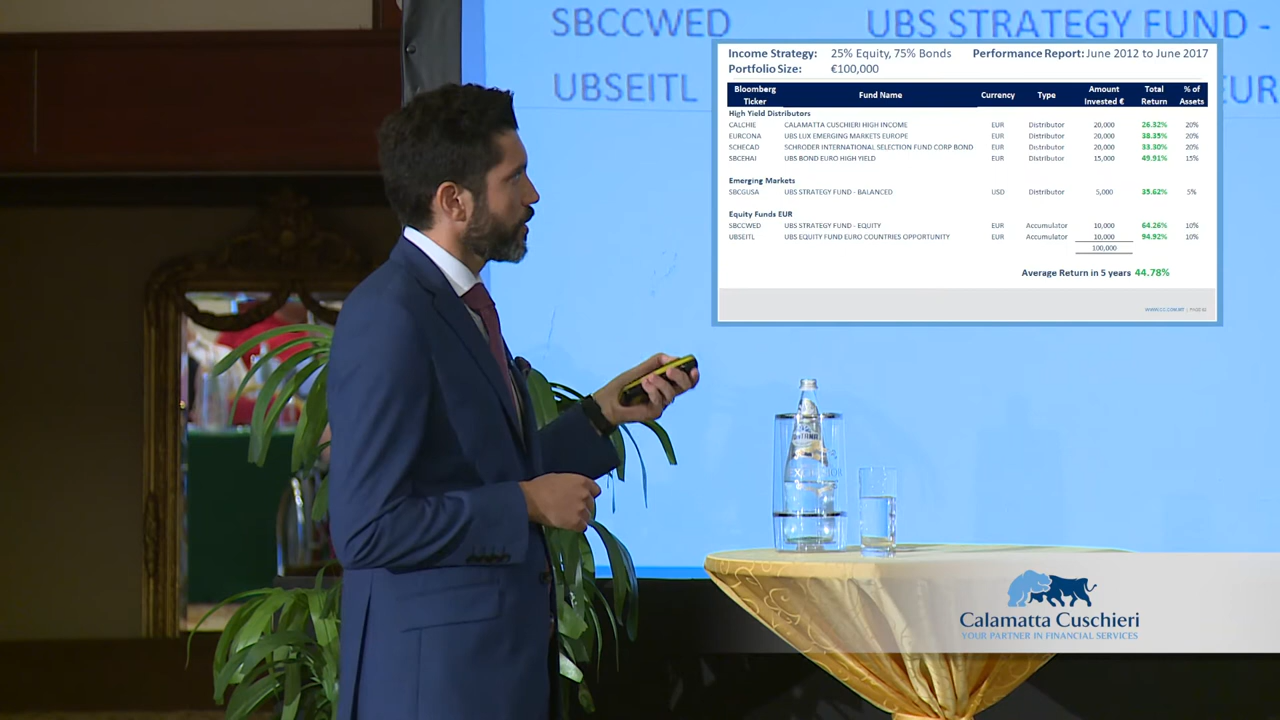 SBCCWED UBS STRATEGY FUND -
UBSEITL EUR
Income Strategy: 25% Equity, 75% Bonds Performance Report: June 2012 to June 2017
Portfolio Size: €100,000
Bloomberg Ticker Fund Name Currency Type Amount Invested € Total Return % of Assets
High Yield Distributors
CALCHIE CALAMATTA CUSCHIERI HIGH INCOME EUR Distributor 20,000 26.32% 20%
EURCONA UBS LUX EMERGING MARKETS EUROPE EUR Distributor 20,000 38.35% 20%
SCHECAD SCHRODER INTERNATIONAL SELECTION FUND CORP BOND EUR Distributor 20,000 33.30% 20%
SBCEHAI UBS BOND EURO HIGH YIELD EUR Distributor 15,000 49.91% 15%
Emerging Markets
SBCGUSA UBS STRATEGY FUND - BALANCED USD Distributor 5,000 35.62% 5%
Equity Funds EUR
SBCCWED UBS STRATEGY FUND - EQUITY EUR Accumulator 10,000 64.26% 10%
UBSEITL UBS EQUITY FUND EURO COUNTRIES OPPORTUNITY EUR Accumulator 10,000 94.92% 10%
100,000
Average Return in 5 years 44.78%
Calamatta Cuschieri
YOUR PARTNER IN FINANCIAL SERVICES